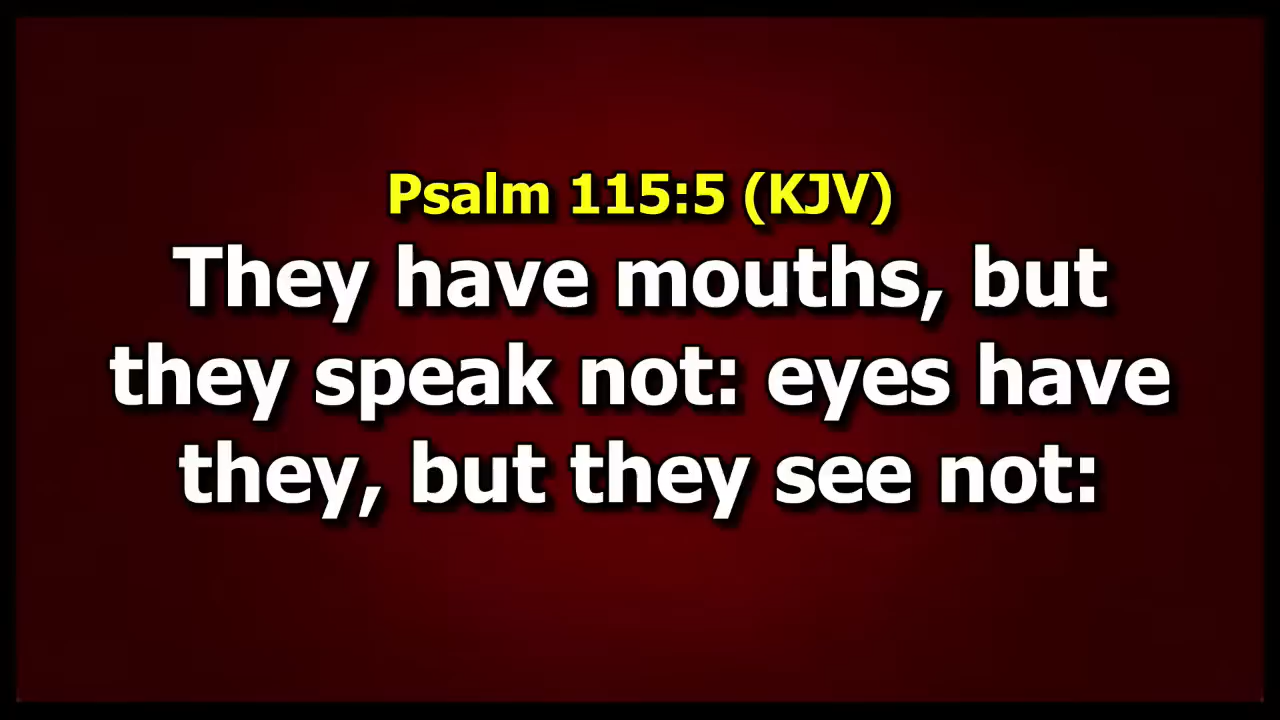 Psalm 115:5 (KJV)
They have mouths, but
they speak not: eyes have
they, but they see not: